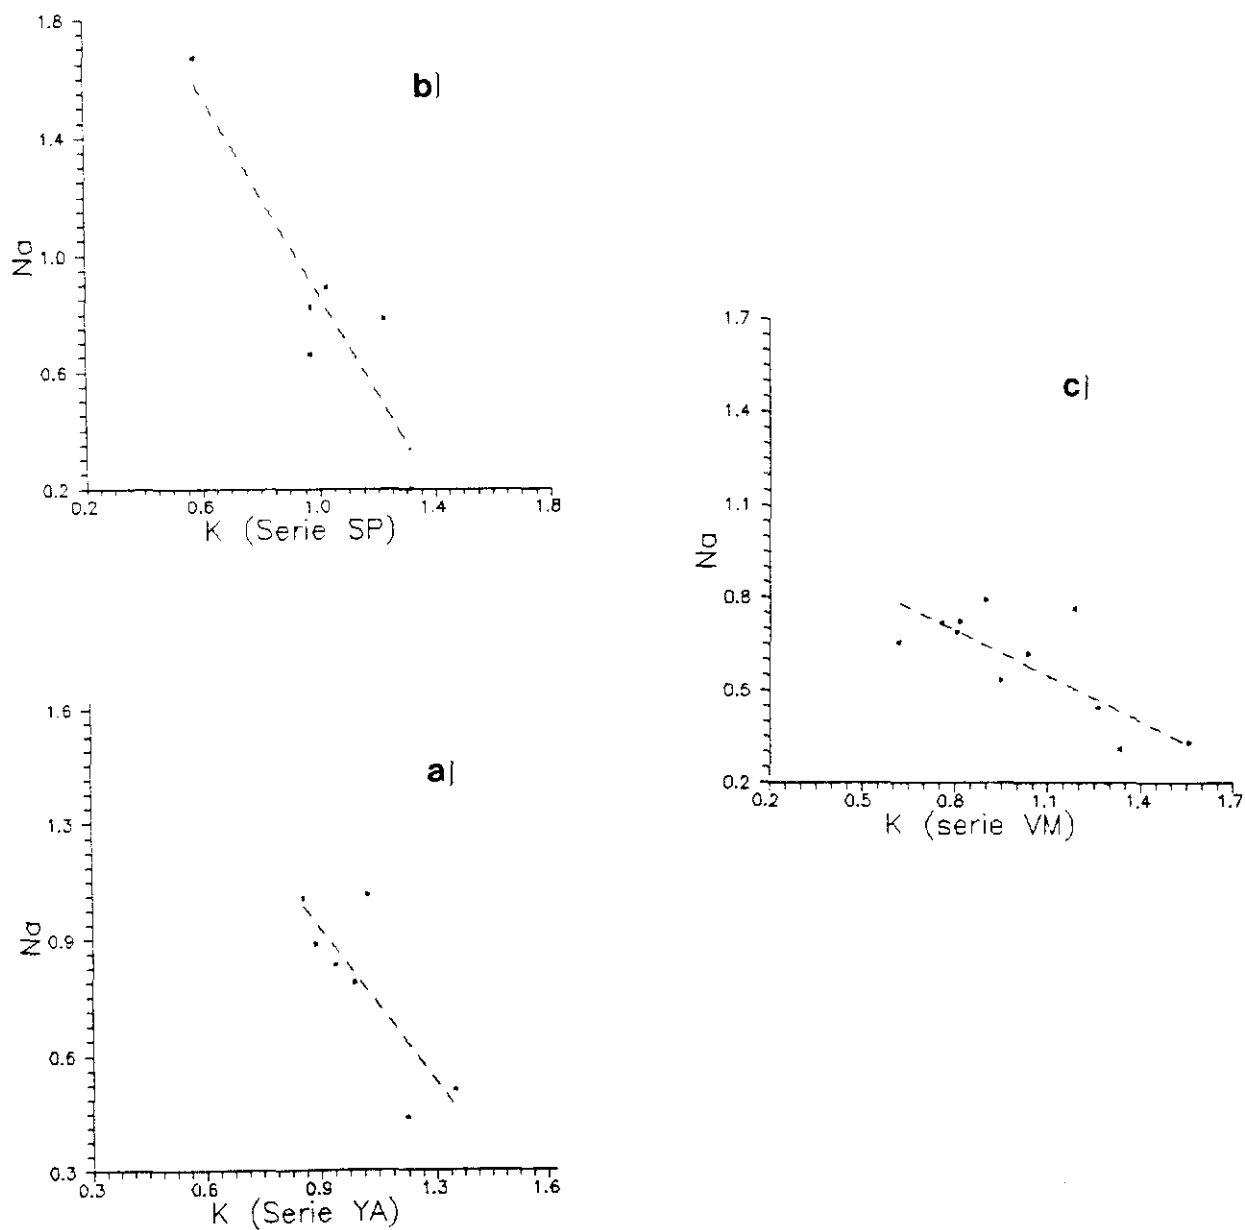 1.8
b)
1.4
Na
1.0
0.6
0.2
0.2 0.6 1.0 1.4 1.8
K (Serie SP)
1.7
c)
1.4
1.1
Na
0.8
0.5
0.2
0.2 0.5 0.8 1.1 1.4 1.7
K (serie VM)
1.6
a)
1.3
Na
0.9
0.6
0.3
0.3 0.6 0.9 1.3 1.6
K (Serie YA)